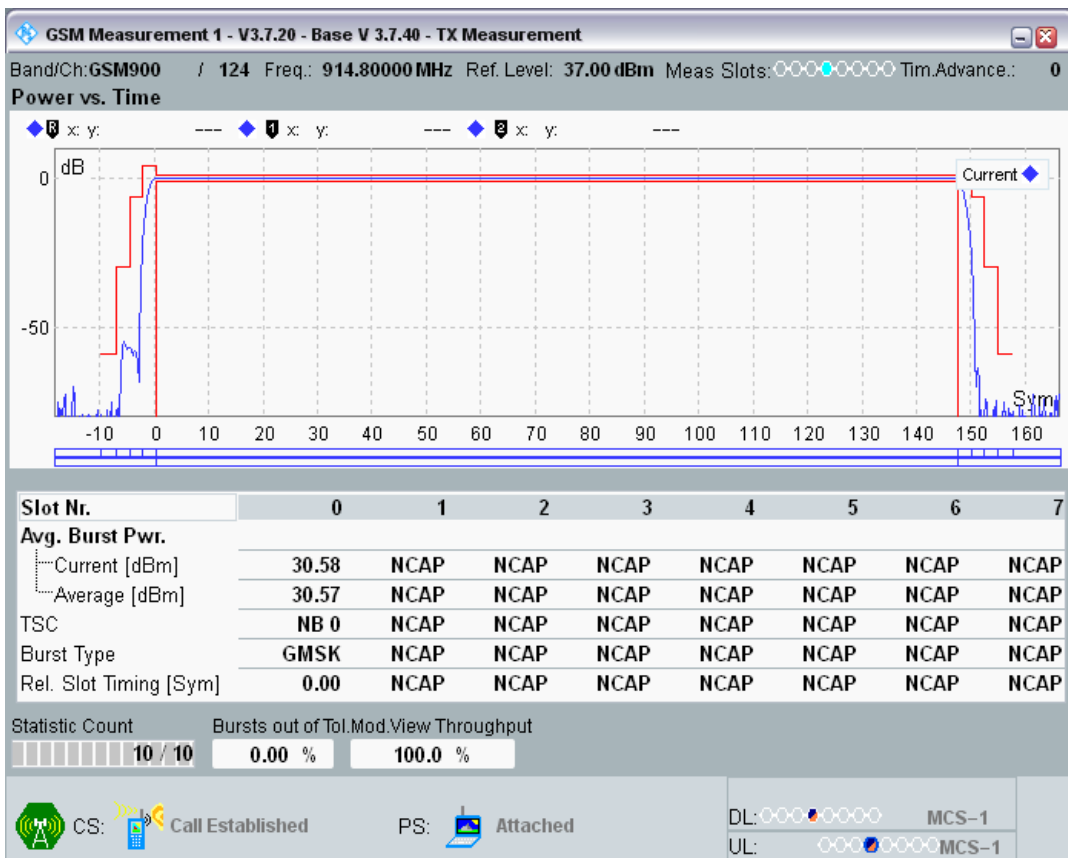 GSM Measurement 1 - V3.7.20 - Base V 3.7.40 - TX Measurement
Band/Ch:GSM900 / 124 Freq.: 914.80000 MHz Ref. Level: 37.00 dBm Meas Slots: Tim.Advance.: 0
Power vs. Time
R x: y: --- 1 x: y: --- 2 x: y: ---
dB
Current
0
-50
Sym
-10 0 10 20 30 40 50 60 70 80 90 100 110 120 130 140 150 160
Slot Nr. 0 1 2 3 4 5 6 7
Avg. Burst Pwr.
Current [dBm] 30.58 NCAP NCAP NCAP NCAP NCAP NCAP NCAP
Average [dBm] 30.57 NCAP NCAP NCAP NCAP NCAP NCAP NCAP
TSC NB 0 NCAP NCAP NCAP NCAP NCAP NCAP NCAP
Burst Type GMSK NCAP NCAP NCAP NCAP NCAP NCAP NCAP
Rel. Slot Timing [Sym] 0.00 NCAP NCAP NCAP NCAP NCAP NCAP NCAP
Statistic Count Bursts out of Tol.Mod.View Throughput
10 / 10 0.00 % 100.0 %
CS: Call Established PS: Attached
DL: MCS-1
UL: MCS-1